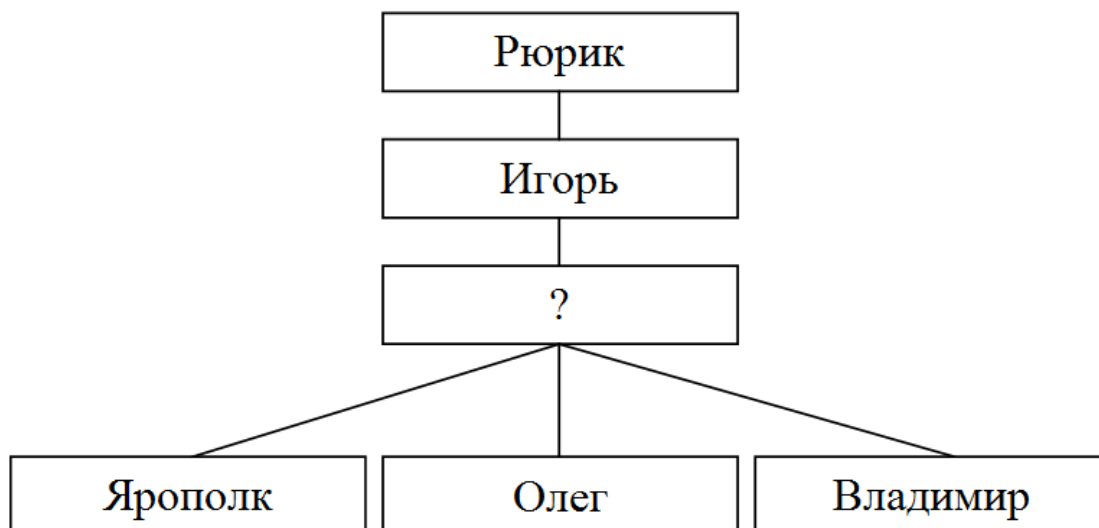 Рюрик
Игорь
?
Ярополк
Олег
Владимир